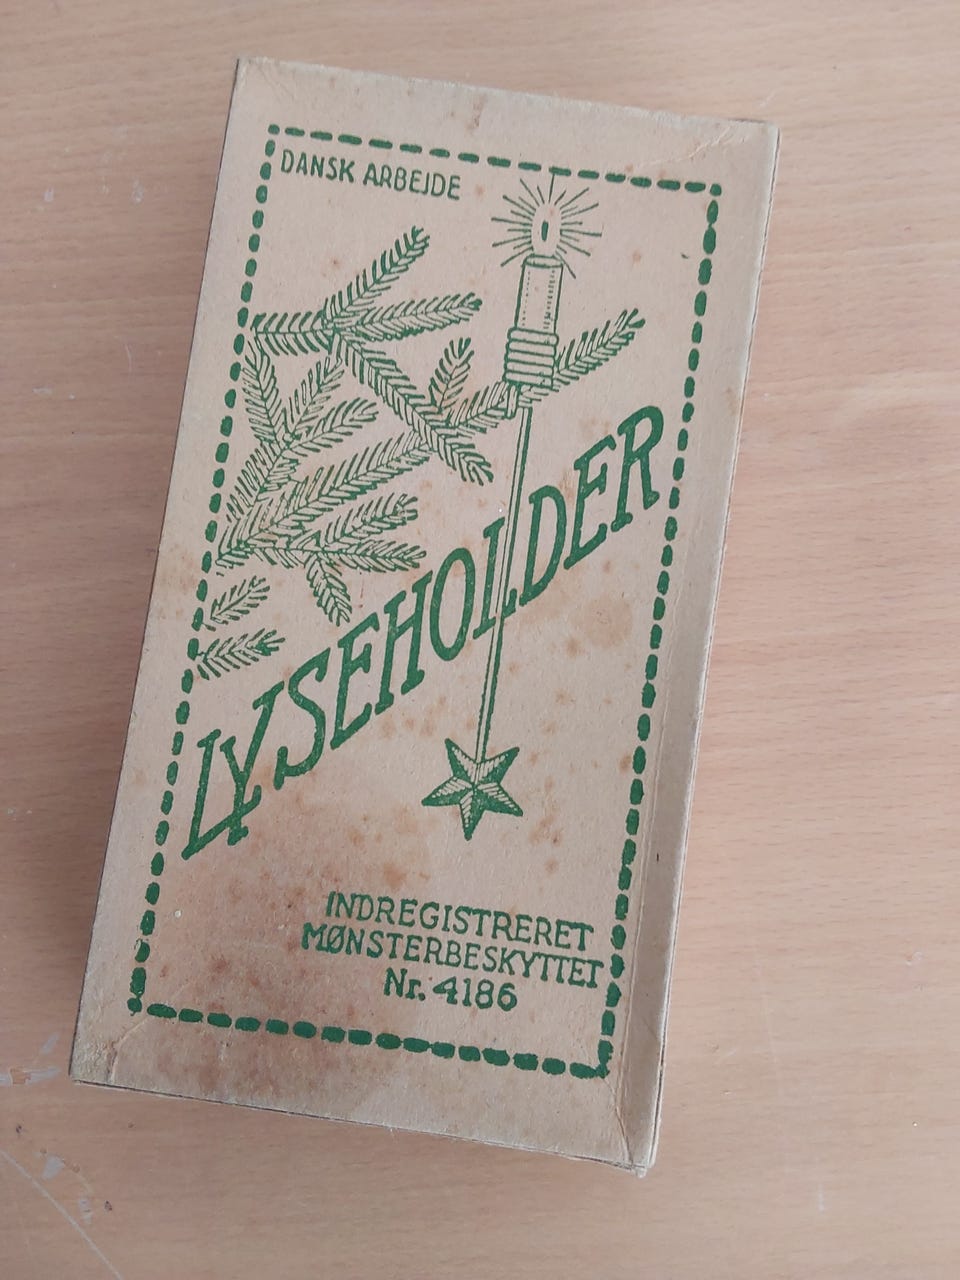 DANSK ARBEJDE
LYSEHOLDER
INDREGISTRERET
MØNSTERBESKYTTET
Nr. 4186